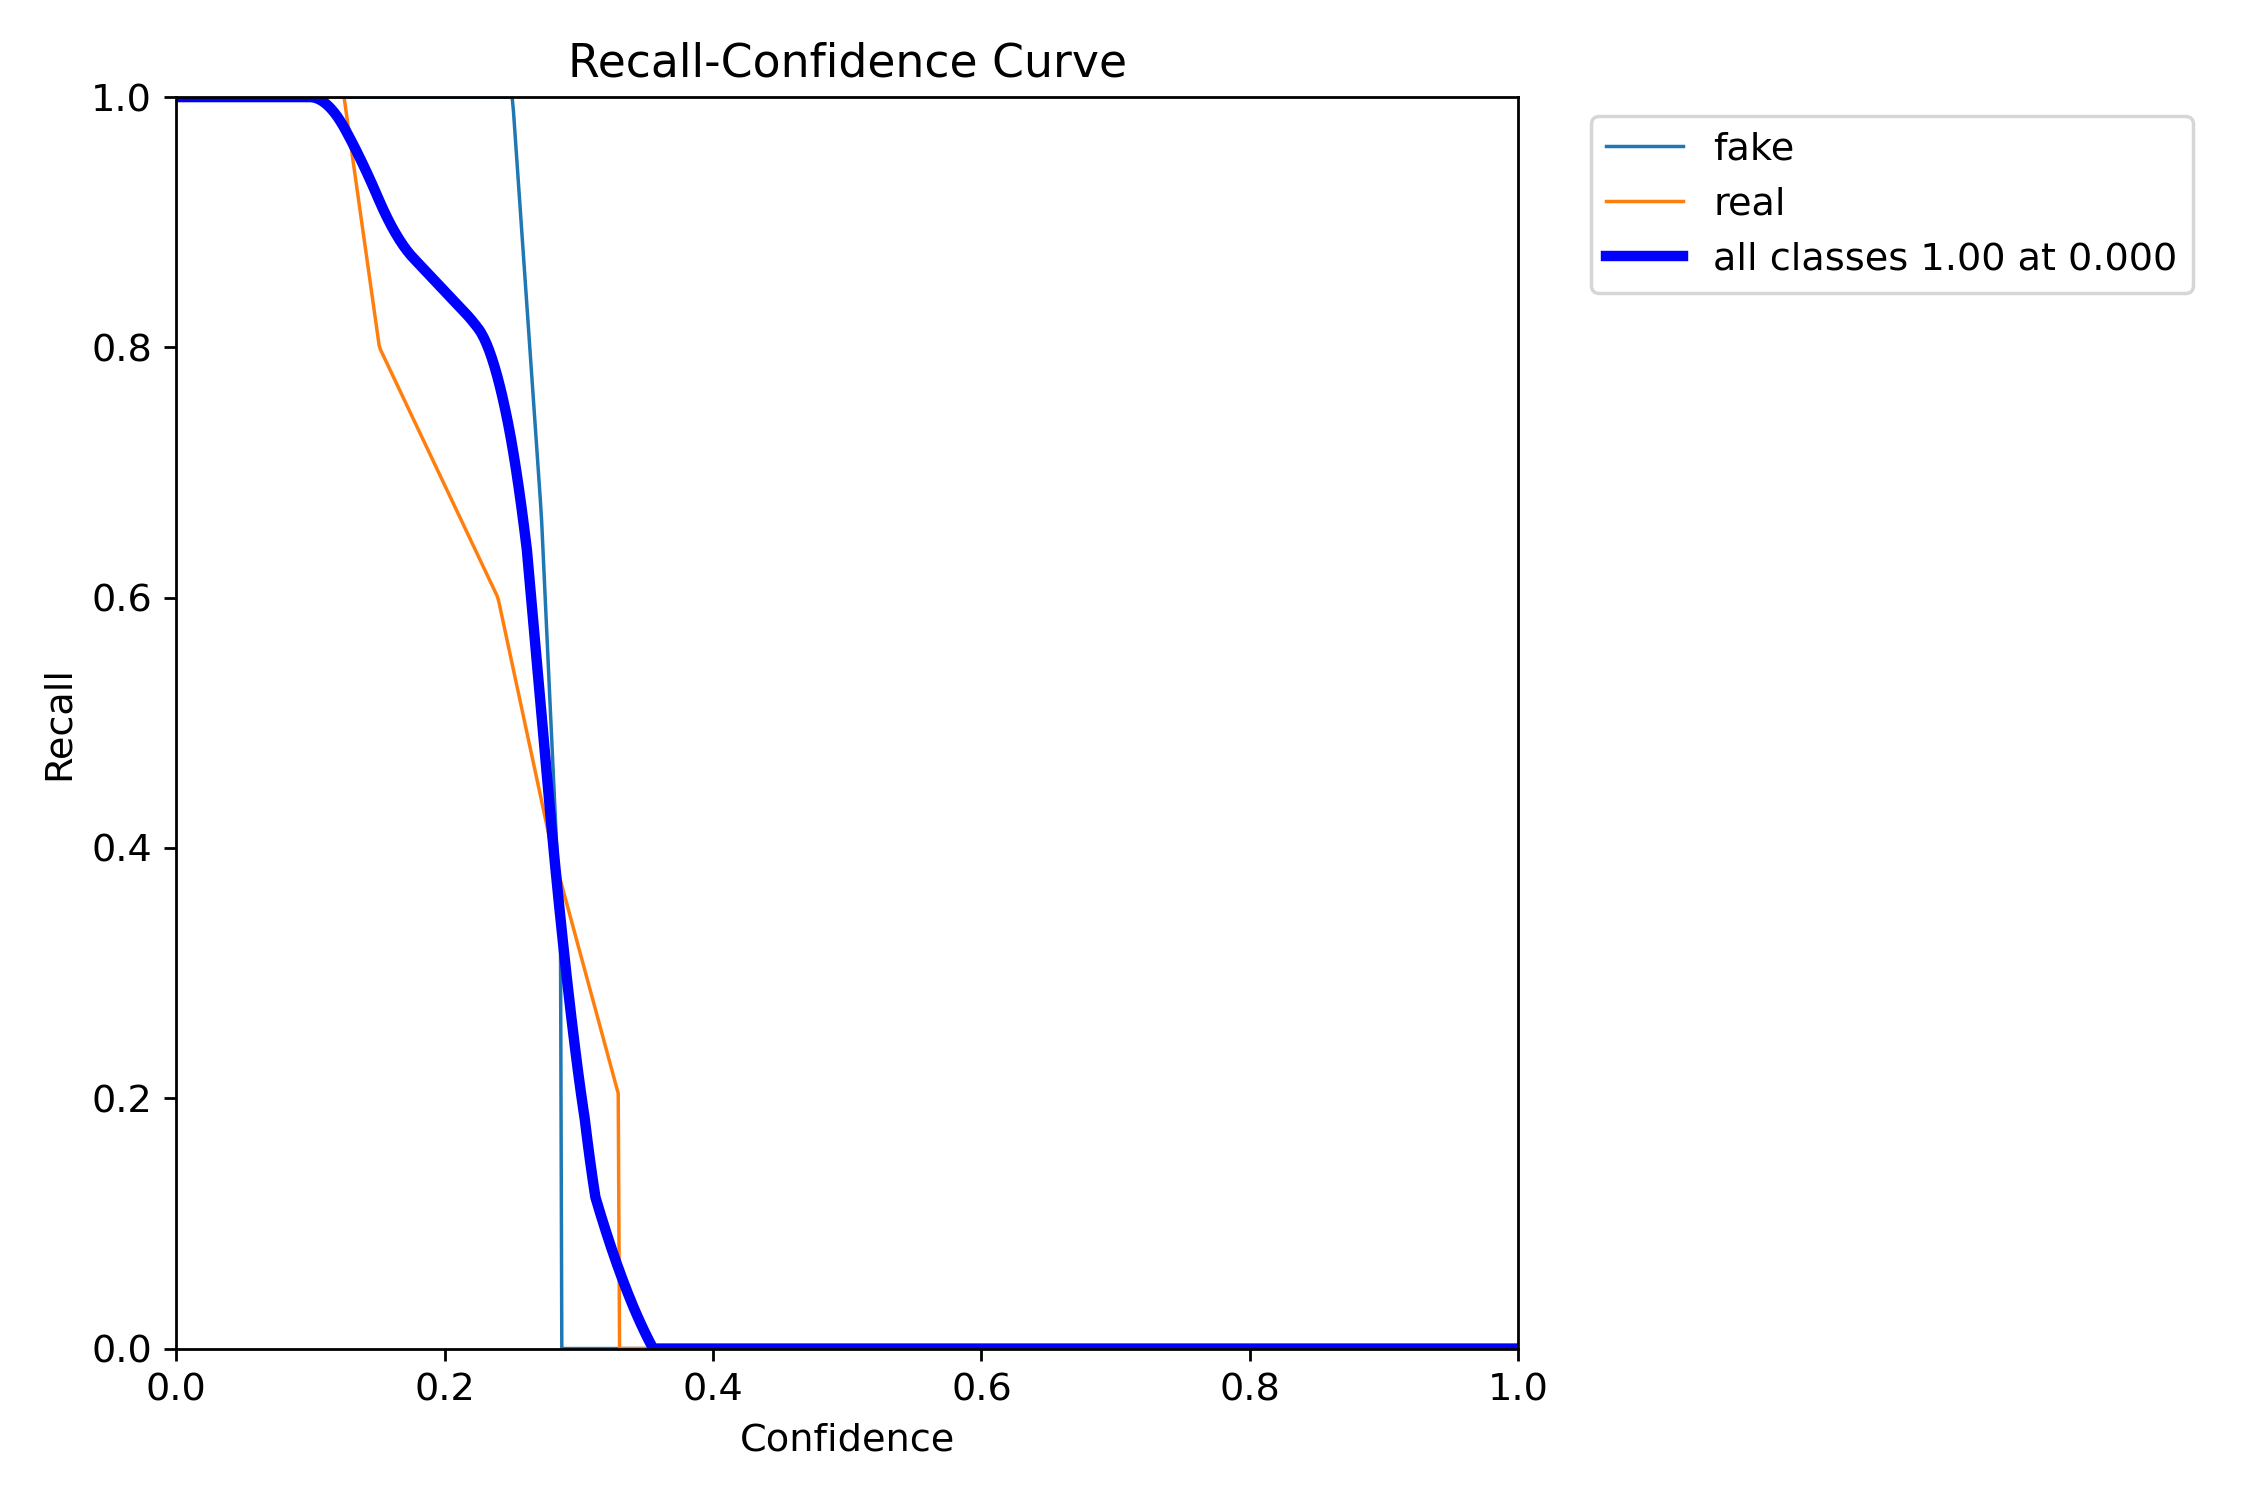 Recall-Confidence Curve
1.0
0.8
0.6
0.4
0.2
0.0
Recall
0.0 0.2 0.4 0.6 0.8 1.0
Confidence
fake
real
all classes 1.00 at 0.000